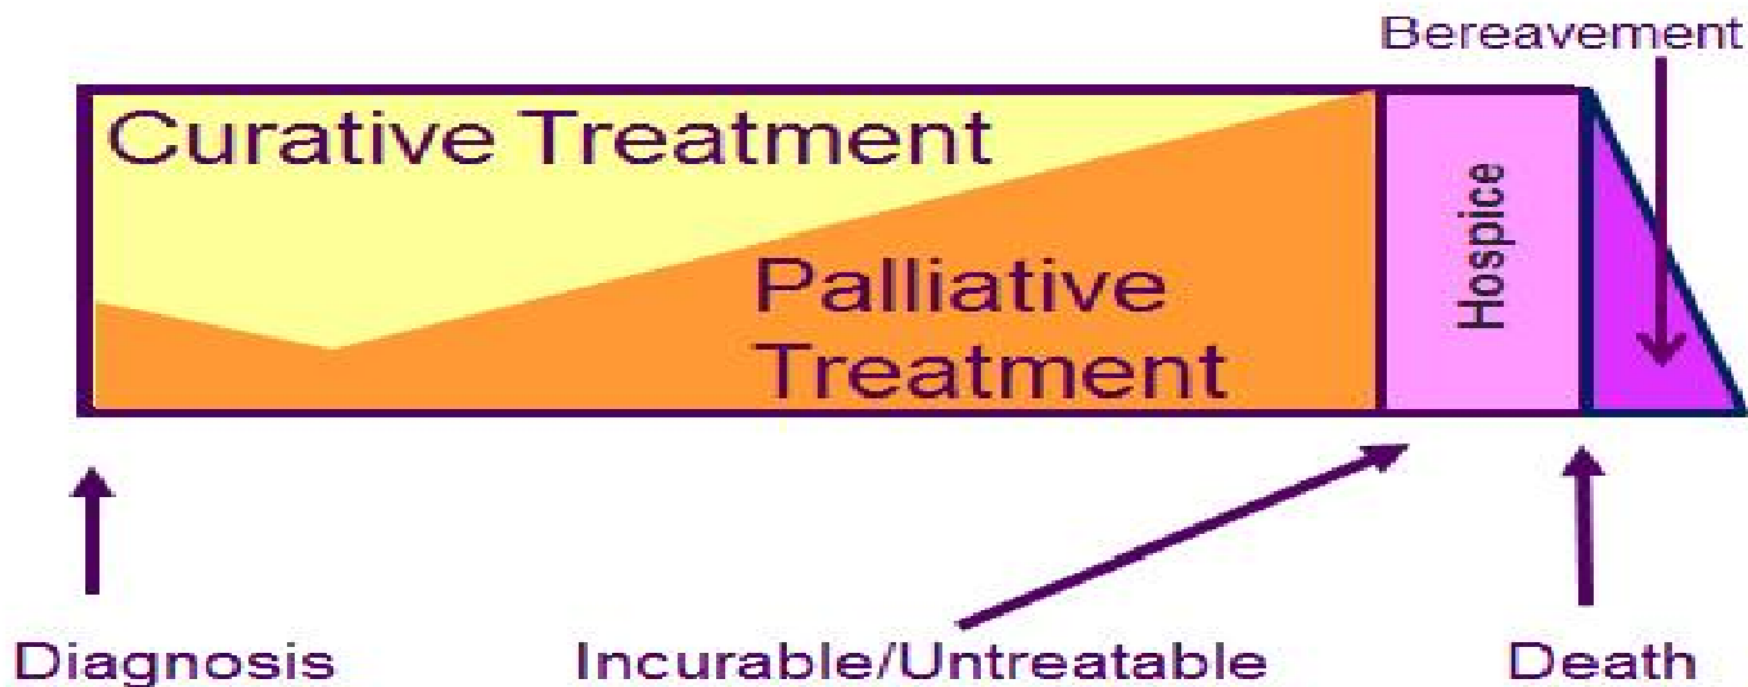 Bereavement
Curative Treatment
Palliative
Treatment
Hospice
Diagnosis
Incurable/Untreatable
Death